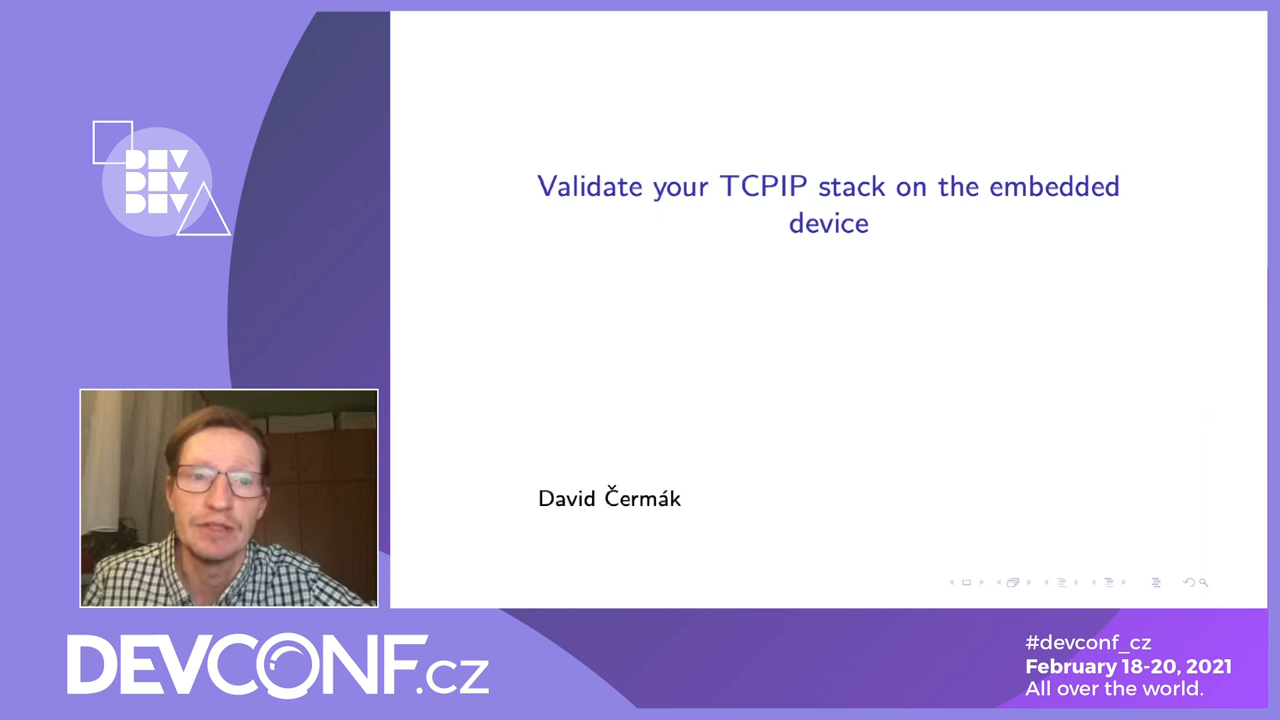 DEV
DEV
DEV
Validate your TCPIP stack on the embedded
device
David Čermák
DEVCONF.cz
#devconf_cz
February 18-20, 2021
All over the world.